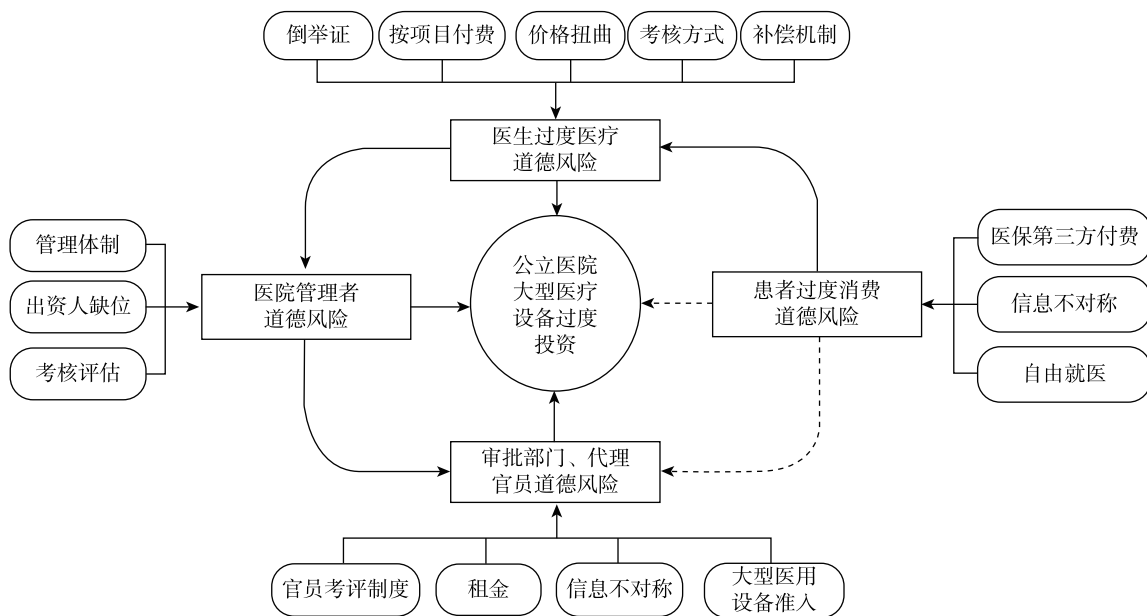 倒举证
按项目付费
价格扭曲
考核方式
补偿机制
医生过度医疗
道德风险
管理体制
出资人缺位
考核评估
医院管理者
道德风险
公立医院
大型医疗
设备过度
投资
患者过度消费
道德风险
医保第三方付费
信息不对称
自由就医
审批部门、代理
官员道德风险
官员考评制度
租金
信息不对称
大型医用
设备准入